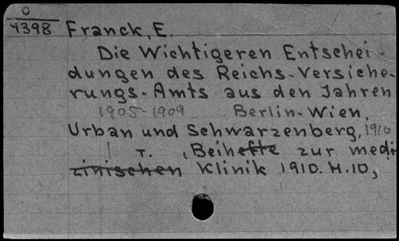 O
4398 Franck, E.
Die Wichtigeren Entschei-
dungen des Reichs-Versiche-
rungs-Amts aus den Jahren
1905-1909 Berlin-Wien,
Urban und Schwarzenberg, 1910
1 T. (Beihefte zur medi-
zinischen Klinik 1910. H. 10,